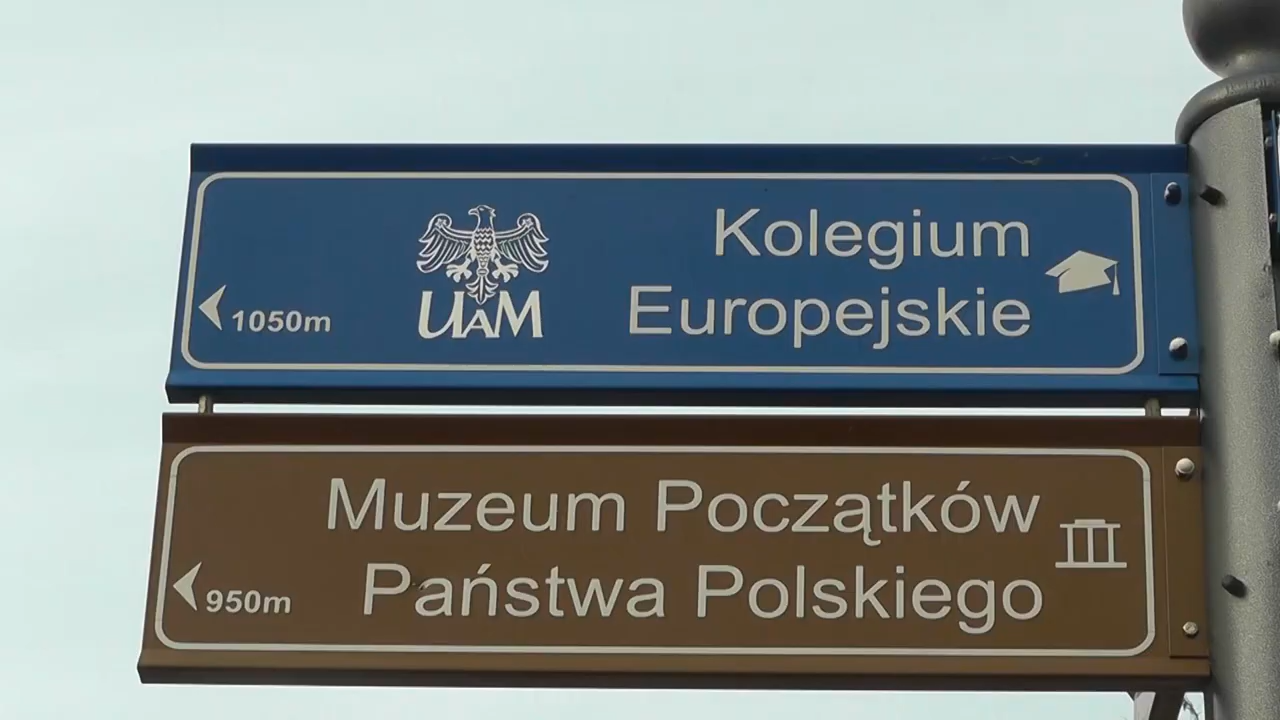 Kolegium
Europejskie
UAM
1050m
Muzeum Początków
Państwa Polskiego
950m